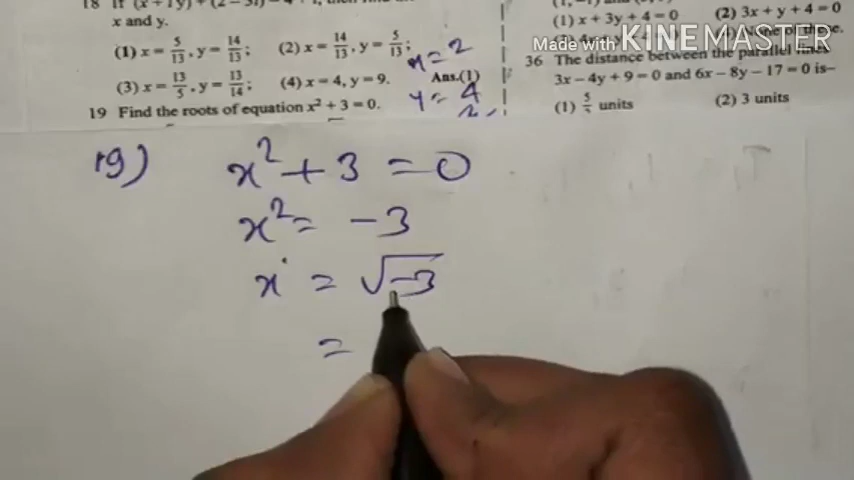 x and y.
(1) x = 5/13, y = 14/13; (2) x = 14/13, y = 5/13;
(3) x = 13/5, y = 13/14; (4) x = 4, y = 9. Ans.(1)
19 Find the roots of equation x² + 3 = 0.
x = 2
y = 4
(1) x + 3y + 4 = 0 (2) 3x + y + 4 = 0
None of these.
Made with KINEMASTER
36 The distance between the parallel lines
3x – 4y + 9 = 0 and 6x – 8y – 17 = 0 is–
units (2) 3 units
19) x² + 3 = 0
x² = -3
x = √-3
=